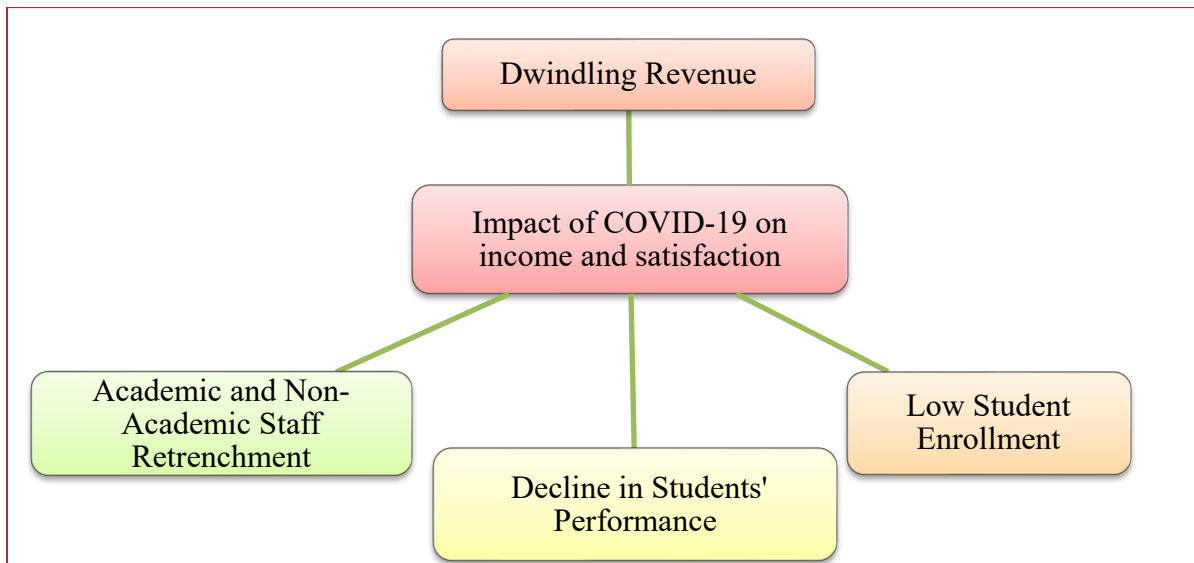 Dwindling Revenue
Impact of COVID-19 on
income and satisfaction
Academic and Non-
Academic Staff
Retrenchment
Low Student
Enrollment
Decline in Students'
Performance